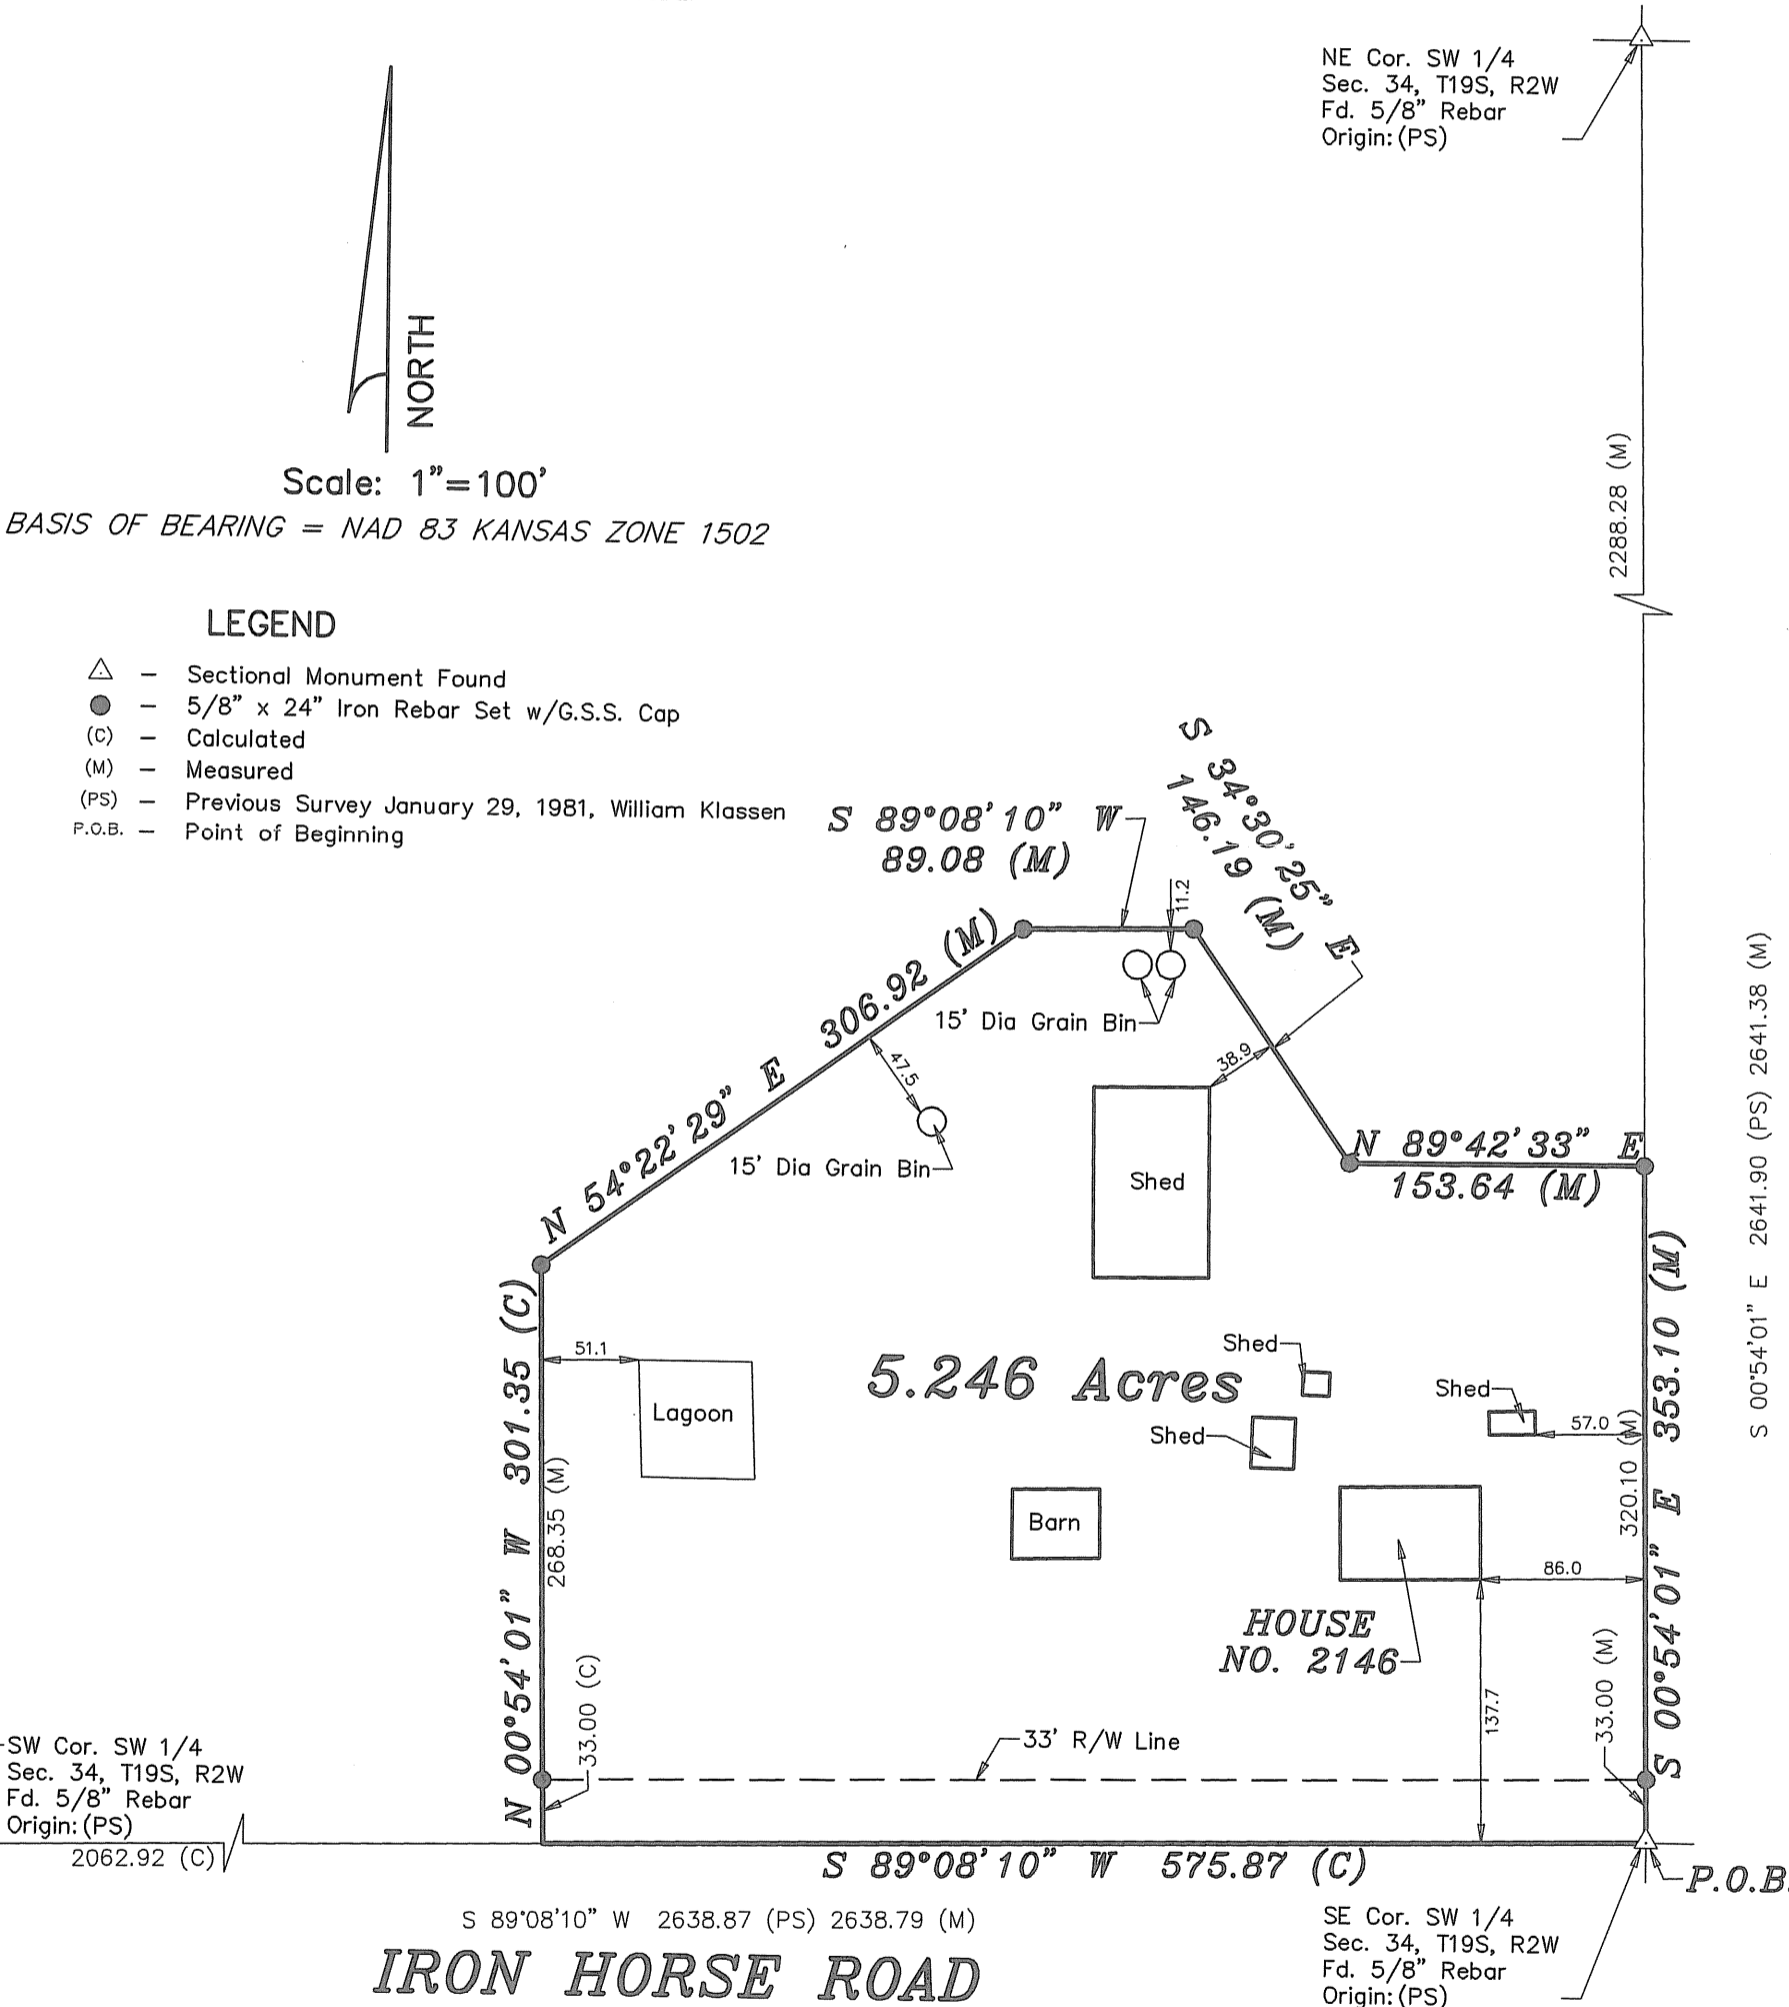 NE Cor. SW 1/4
Sec. 34, T19S, R2W
Fd. 5/8" Rebar
Origin:(PS)
NORTH
Scale: 1"=100'
BASIS OF BEARING = NAD 83 KANSAS ZONE 1502
2288.28 (M)
LEGEND
Sectional Monument Found
5/8" x 24" Iron Rebar Set w/G.S.S. Cap
(C) – Calculated
(M) – Measured
(PS) – Previous Survey January 29, 1981, William Klassen
P.O.B. – Point of Beginning
S 89°08'10" W
89.08 (M)
S 34°30'25" E
146.19 (M)
11.2
N 54°22'29" E 306.92 (M)
15' Dia Grain Bin
47.5
38.9
15' Dia Grain Bin
Shed
N 89°42'33" E
153.64 (M)
S 00°54'01" E 2641.90 (PS) 2641.38 (M)
N 00°54'01" W 301.35 (C)
268.35 (M)
51.1
Lagoon
5.246 Acres
Shed
Shed
Shed
57.0
S 00°54'01" E 353.10 (M)
320.10 (M)
Barn
86.0
HOUSE
NO. 2146
137.7
33.00 (C)
33.00 (M)
33' R/W Line
SW Cor. SW 1/4
Sec. 34, T19S, R2W
Fd. 5/8" Rebar
Origin:(PS)
2062.92 (C)
S 89°08'10" W 575.87 (C)
P.O.B.
S 89°08'10" W 2638.87 (PS) 2638.79 (M)
IRON HORSE ROAD
SE Cor. SW 1/4
Sec. 34, T19S, R2W
Fd. 5/8" Rebar
Origin:(PS)